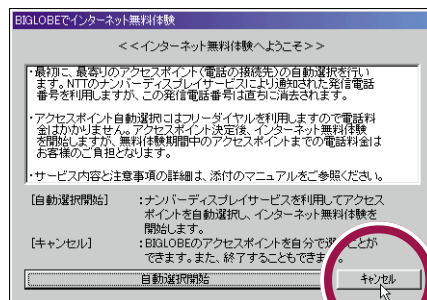 BIGLOBEでインターネット無料体験
<<インターネット無料体験へようこそ>>
・最初に、最寄りのアクセスポイント(電話の接続先)の自動選択を行い
ます。NTTのナンバーディスプレイサービスにより通知された発信電話
番号を利用しますが、この発信電話番号は直ちに消去されます。
・アクセスポイント自動選択にはフリーダイヤルを利用しますので電話料
金はかかりません。アクセスポイント決定後、インターネット無料体験
を開始しますが、無料体験期間中のアクセスポイントまでの電話料金は
お客様のご負担となります。
・サービス内容と注意事項の詳細は、添付のマニュアルをご参照ください。
[自動選択開始] :ナンバーディスプレイサービスを利用してアクセス
ポイントを自動選択し、インターネット無料体験を
開始します。
[キャンセル] :BIGLOBEのアクセスポイントを自分で選ぶことが
できます。また、終了することもできます。
自動選択開始
キャンセル